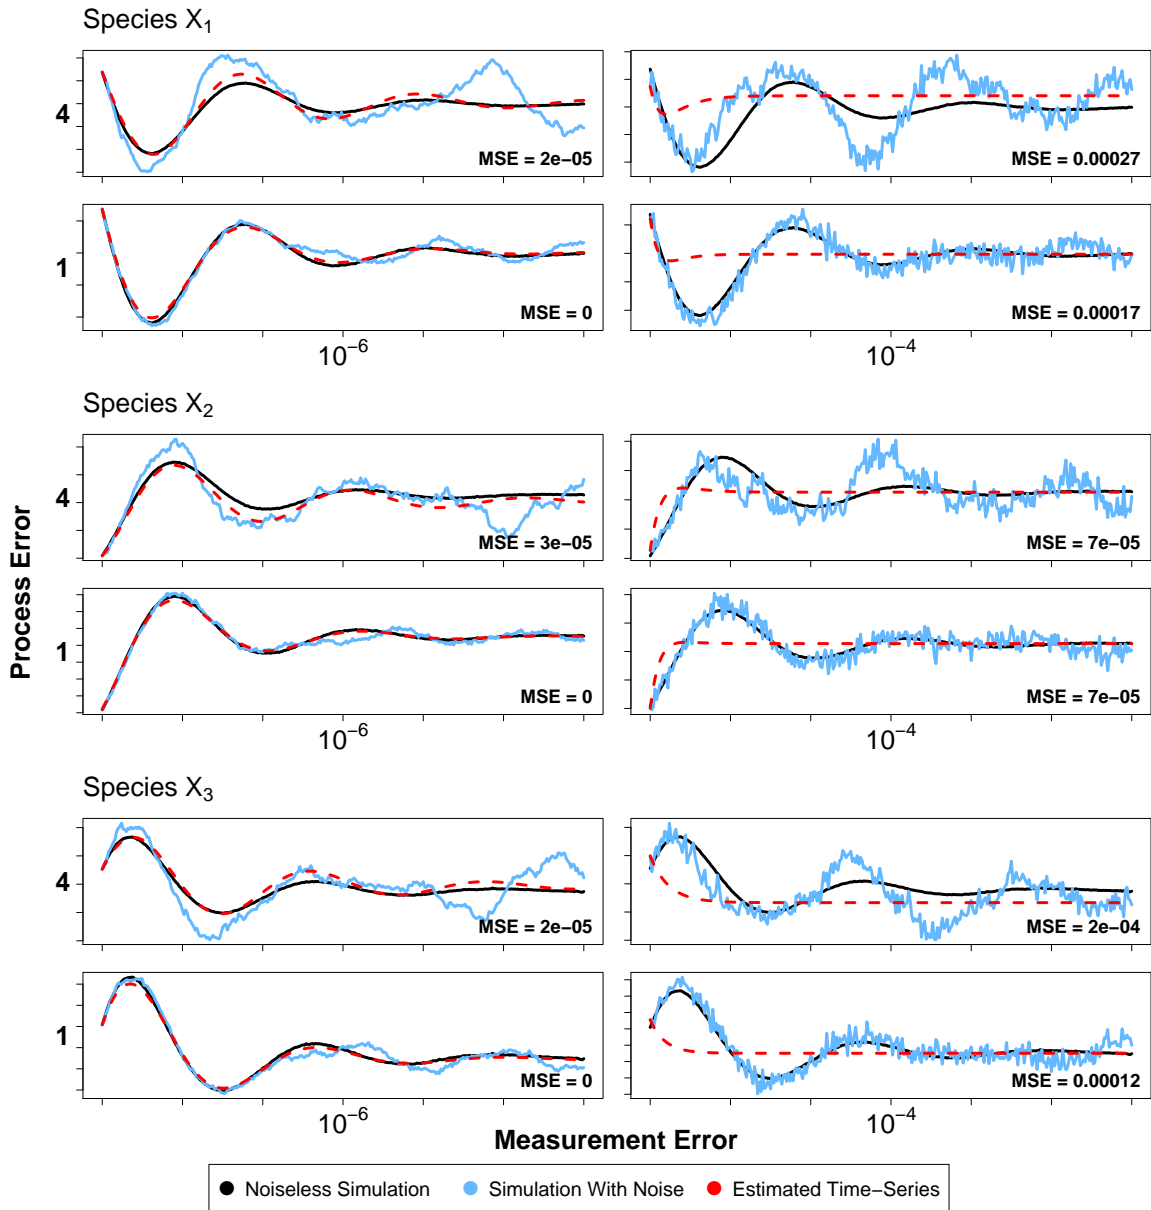 Species X₁
4
MSE = 2e−05
MSE = 0.00027
1
MSE = 0
MSE = 0.00017
10⁻⁶
10⁻⁴
Species X₂
Process Error
4
MSE = 3e−05
MSE = 7e−05
1
MSE = 0
MSE = 7e−05
10⁻⁶
10⁻⁴
Species X₃
4
MSE = 2e−05
MSE = 2e−04
1
MSE = 0
MSE = 0.00012
10⁻⁶
10⁻⁴
Measurement Error
Noiseless Simulation
Simulation With Noise
Estimated Time−Series